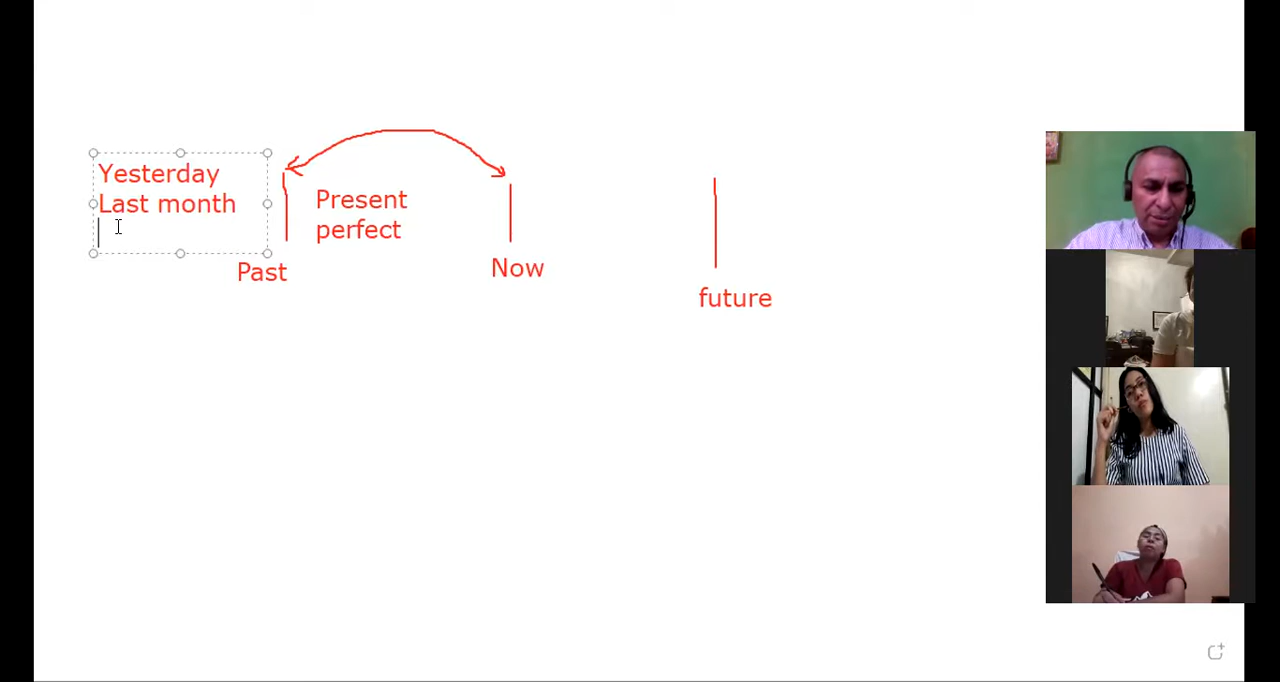 Yesterday
Last month
Present
perfect
Past
Now
future